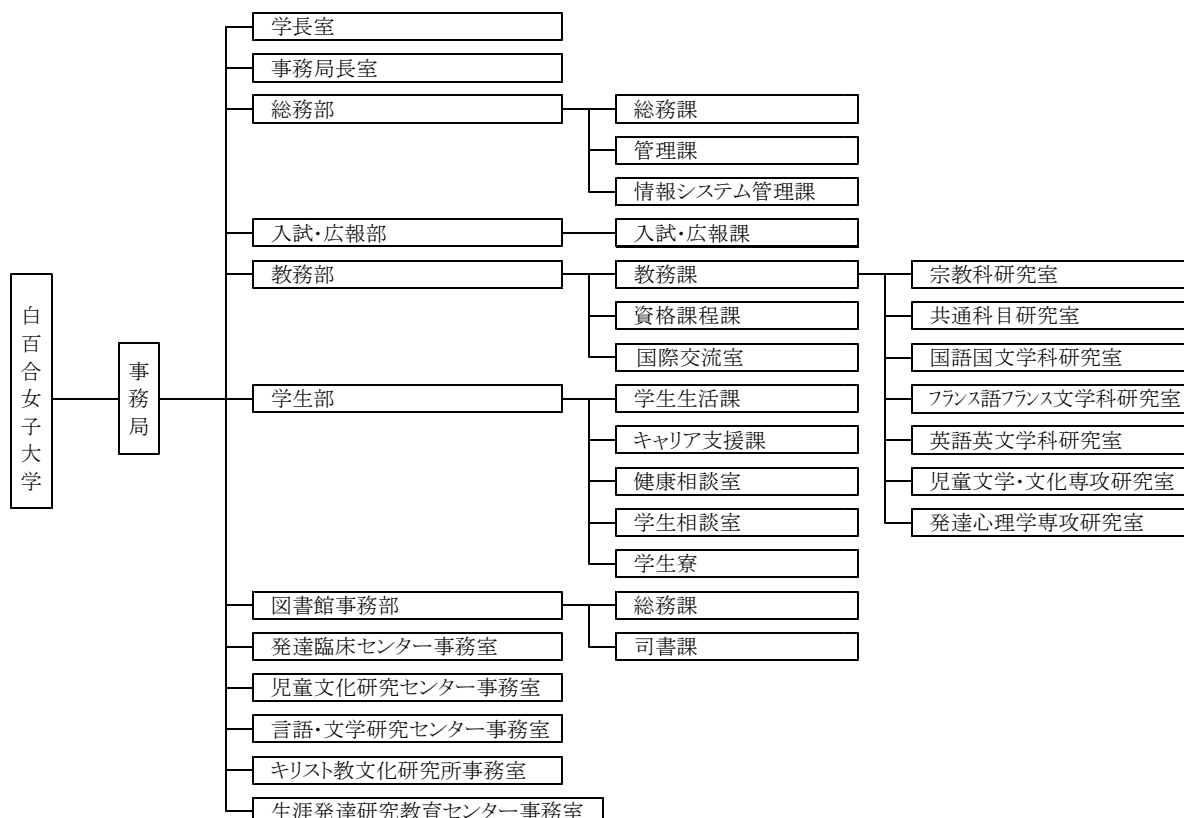 学長室
事務局長室
総務部
総務課
管理課
情報システム管理課
入試・広報部
入試・広報課
教務部
教務課
宗教科研究室
資格課程課
共通科目研究室
国際交流室
国語国文学科研究室
白百合女子大学
事務局
学生部
学生生活課
フランス語フランス文学科研究室
キャリア支援課
英語英文学科研究室
健康相談室
児童文学・文化専攻研究室
学生相談室
発達心理学専攻研究室
学生寮
図書館事務部
総務課
発達臨床センター事務室
司書課
児童文化研究センター事務室
言語・文学研究センター事務室
キリスト教文化研究所事務室
生涯発達研究教育センター事務室